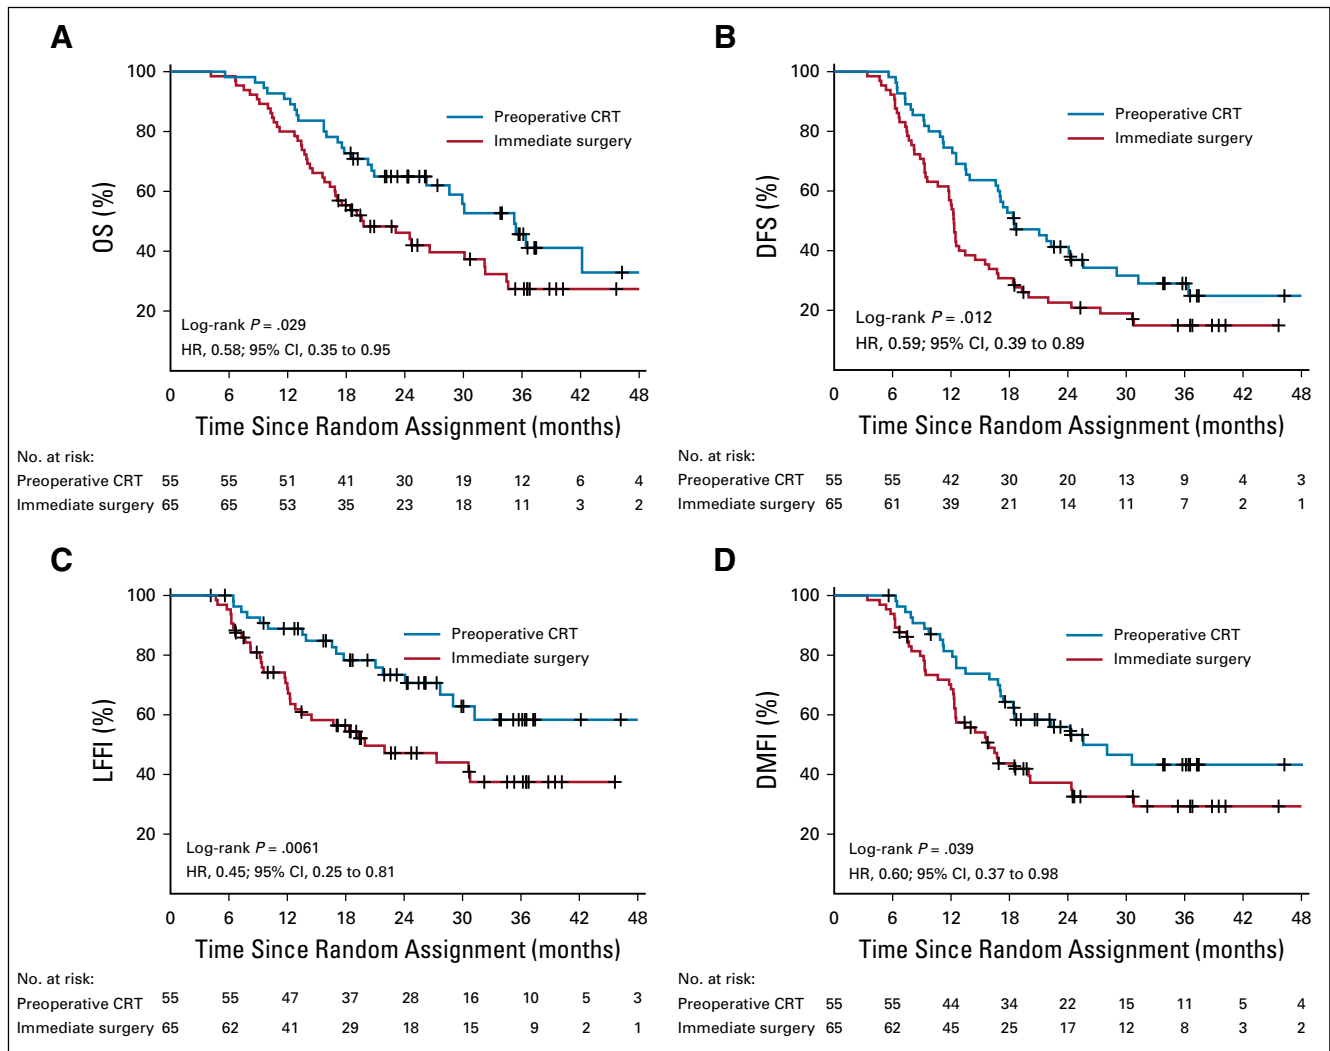 A
100
80
60
40
20
OS (%)
Preoperative CRT
Immediate surgery
Log-rank P = .029
HR, 0.58; 95% CI, 0.35 to 0.95
0 6 12 18 24 30 36 42 48
Time Since Random Assignment (months)
No. at risk:
Preoperative CRT 55 55 51 41 30 19 12 6 4
Immediate surgery 65 65 53 35 23 18 11 3 2
B
100
80
60
40
20
DFS (%)
Preoperative CRT
Immediate surgery
Log-rank P = .012
HR, 0.59; 95% CI, 0.39 to 0.89
0 6 12 18 24 30 36 42 48
Time Since Random Assignment (months)
No. at risk:
Preoperative CRT 55 55 42 30 20 13 9 4 3
Immediate surgery 65 61 39 21 14 11 7 2 1
C
100
80
60
40
20
LFFI (%)
Preoperative CRT
Immediate surgery
Log-rank P = .0061
HR, 0.45; 95% CI, 0.25 to 0.81
0 6 12 18 24 30 36 42 48
Time Since Random Assignment (months)
No. at risk:
Preoperative CRT 55 55 47 37 28 16 10 5 3
Immediate surgery 65 62 41 29 18 15 9 2 1
D
100
80
60
40
20
DMFI (%)
Preoperative CRT
Immediate surgery
Log-rank P = .039
HR, 0.60; 95% CI, 0.37 to 0.98
0 6 12 18 24 30 36 42 48
Time Since Random Assignment (months)
No. at risk:
Preoperative CRT 55 55 44 34 22 15 11 5 4
Immediate surgery 65 62 45 25 17 12 8 3 2